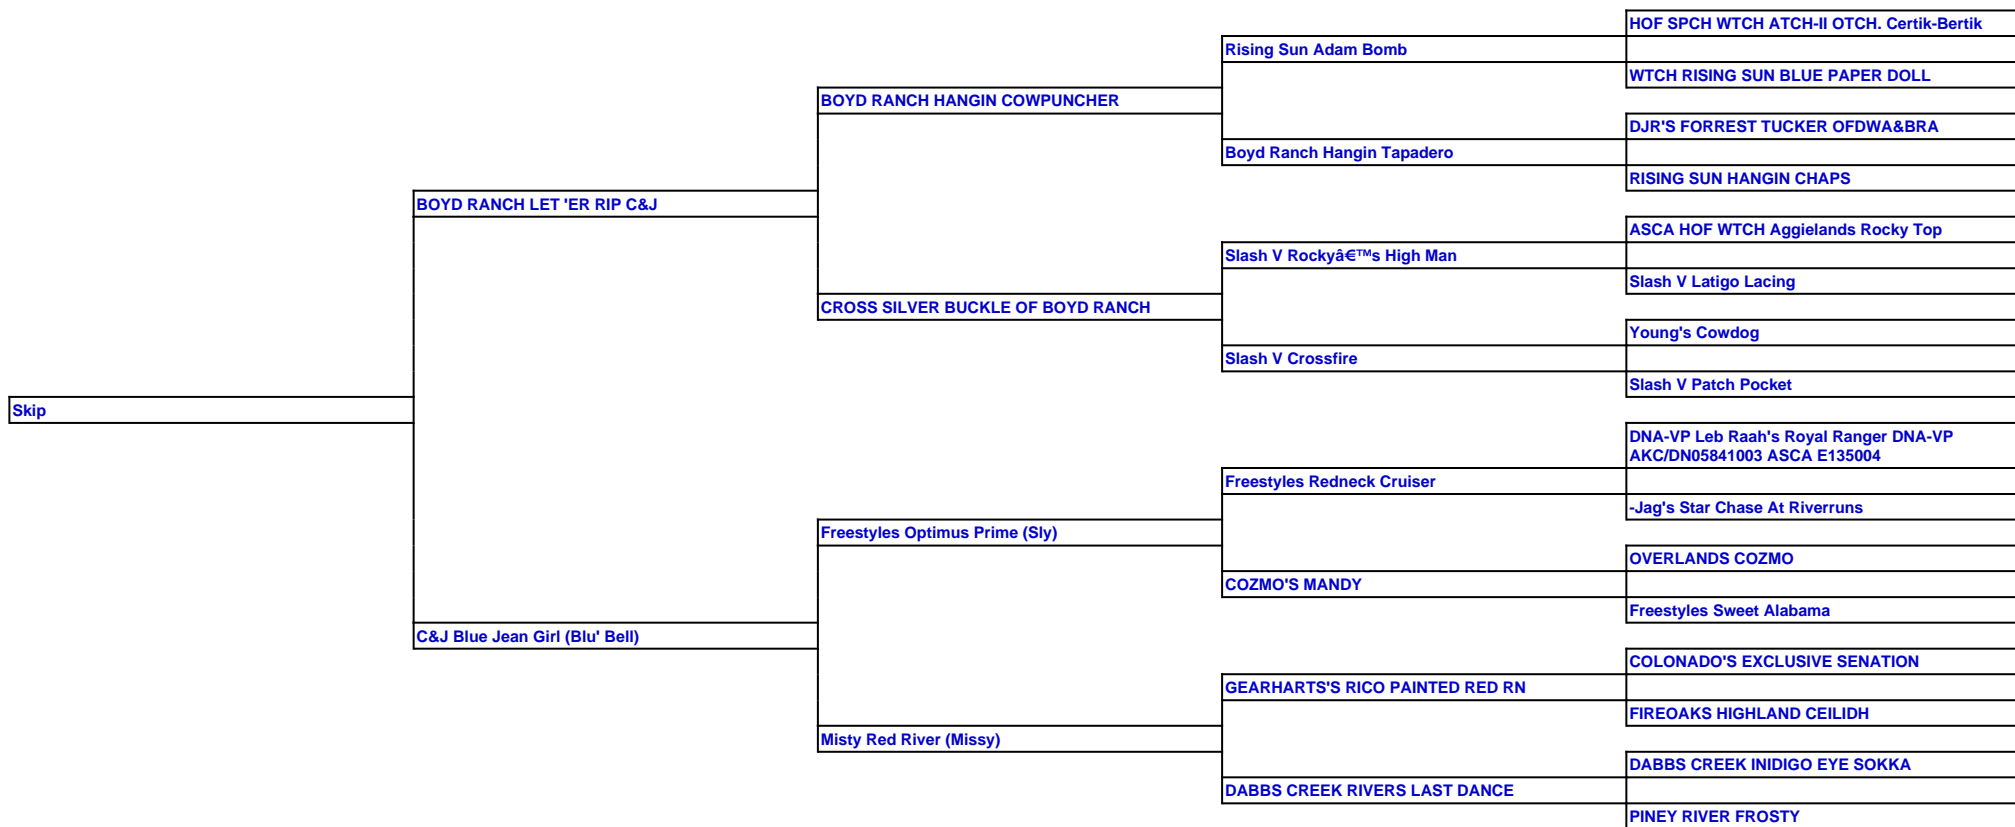 HOF SPCH WTCH ATCH-II OTCH. Certik-Bertik
Rising Sun Adam Bomb
WTCH RISING SUN BLUE PAPER DOLL
BOYD RANCH HANGIN COWPUNCHER
DJR'S FORREST TUCKER OFDWA&BRA
Boyd Ranch Hangin Tapadero
RISING SUN HANGIN CHAPS
BOYD RANCH LET 'ER RIP C&J
ASCA HOF WTCH Aggielands Rocky Top
Slash V Rockyâ€™s High Man
Slash V Latigo Lacing
CROSS SILVER BUCKLE OF BOYD RANCH
Young's Cowdog
Slash V Crossfire
Slash V Patch Pocket
Skip
DNA-VP Leb Raah's Royal Ranger DNA-VP
AKC/DN05841003 ASCA E135004
Freestyles Redneck Cruiser
-Jag's Star Chase At Riverruns
Freestyles Optimus Prime (Sly)
OVERLANDS COZMO
COZMO'S MANDY
Freestyles Sweet Alabama
C&J Blue Jean Girl (Blu' Bell)
COLONADO'S EXCLUSIVE SENATION
GEARHARTS'S RICO PAINTED RED RN
FIREOAKS HIGHLAND CEILIDH
Misty Red River (Missy)
DABBS CREEK INIDIGO EYE SOKKA
DABBS CREEK RIVERS LAST DANCE
PINEY RIVER FROSTY